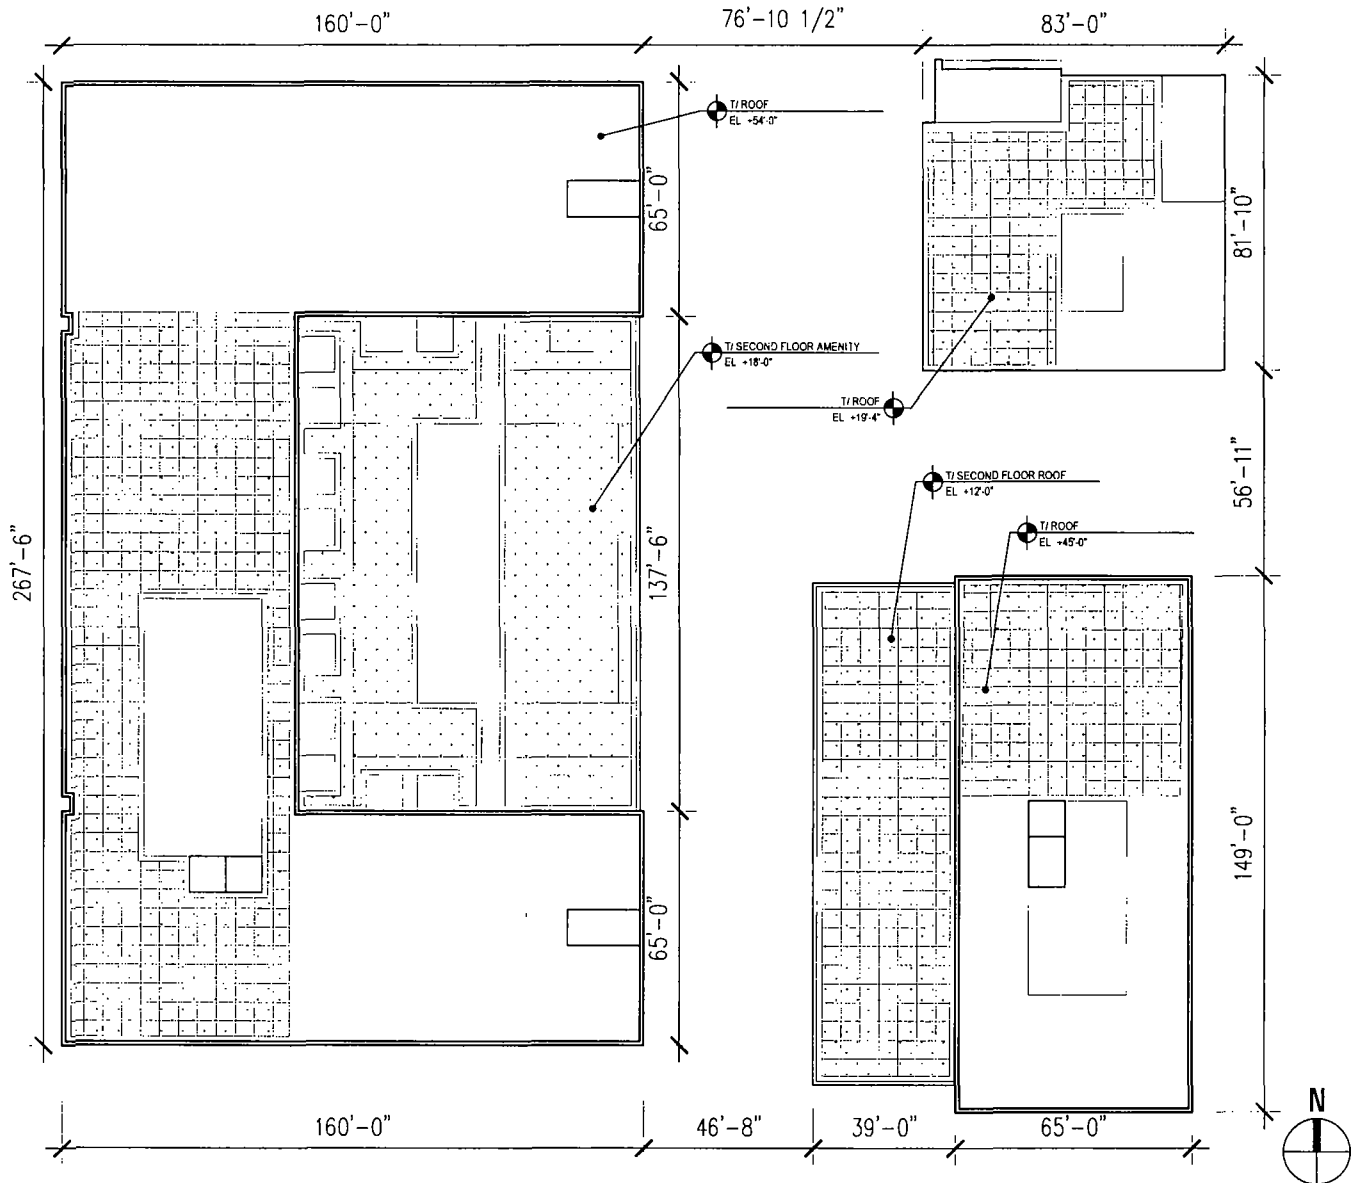 160'-0"
76'-10 1/2"
83'-0"
T/ ROOF
EL +54'-0"
65'-0"
81'-10"
T/ SECOND FLOOR AMENITY
EL +18'-0"
T/ ROOF
EL +19'-4"
56'-11"
T/ SECOND FLOOR ROOF
EL +12'-0"
T/ ROOF
EL +45'-0"
267'-6"
137'-6"
149'-0"
65'-0"
N
160'-0"
46'-8"
39'-0"
65'-0"